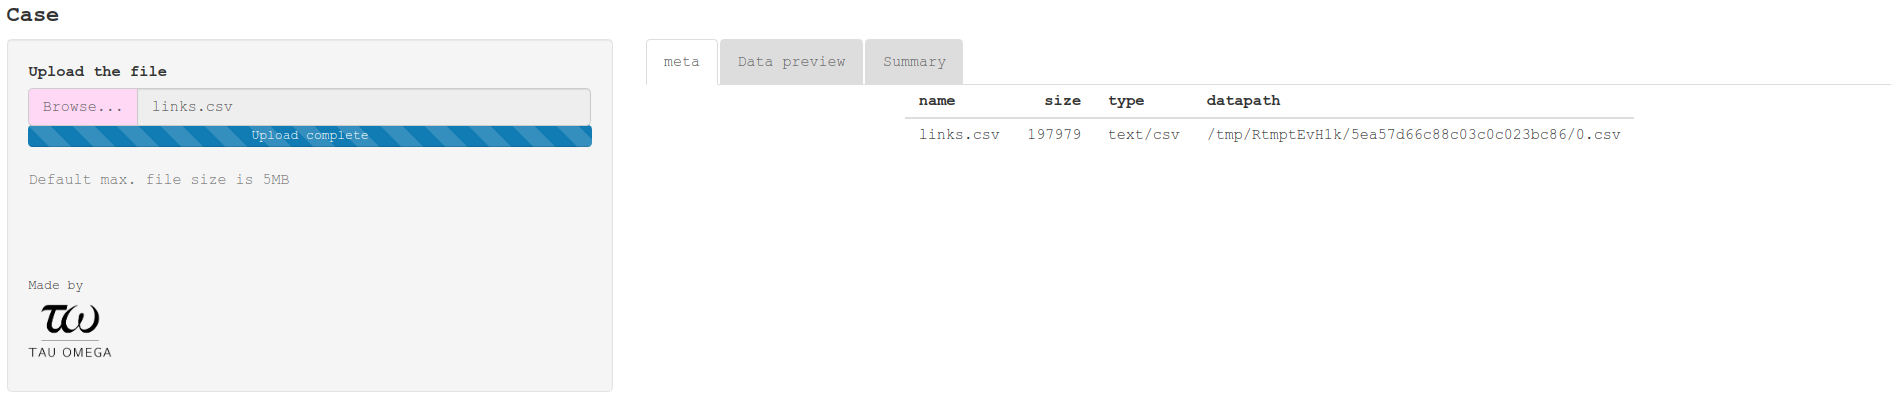 Case
Upload the file
Browse... links.csv
Upload complete
Default max. file size is 5MB
Made by
τω
TAU OMEGA
meta Data preview Summary
name size type datapath
links.csv 197979 text/csv /tmp/RtmptEvHlk/5ea57d66c88c03c0c023bc86/0.csv